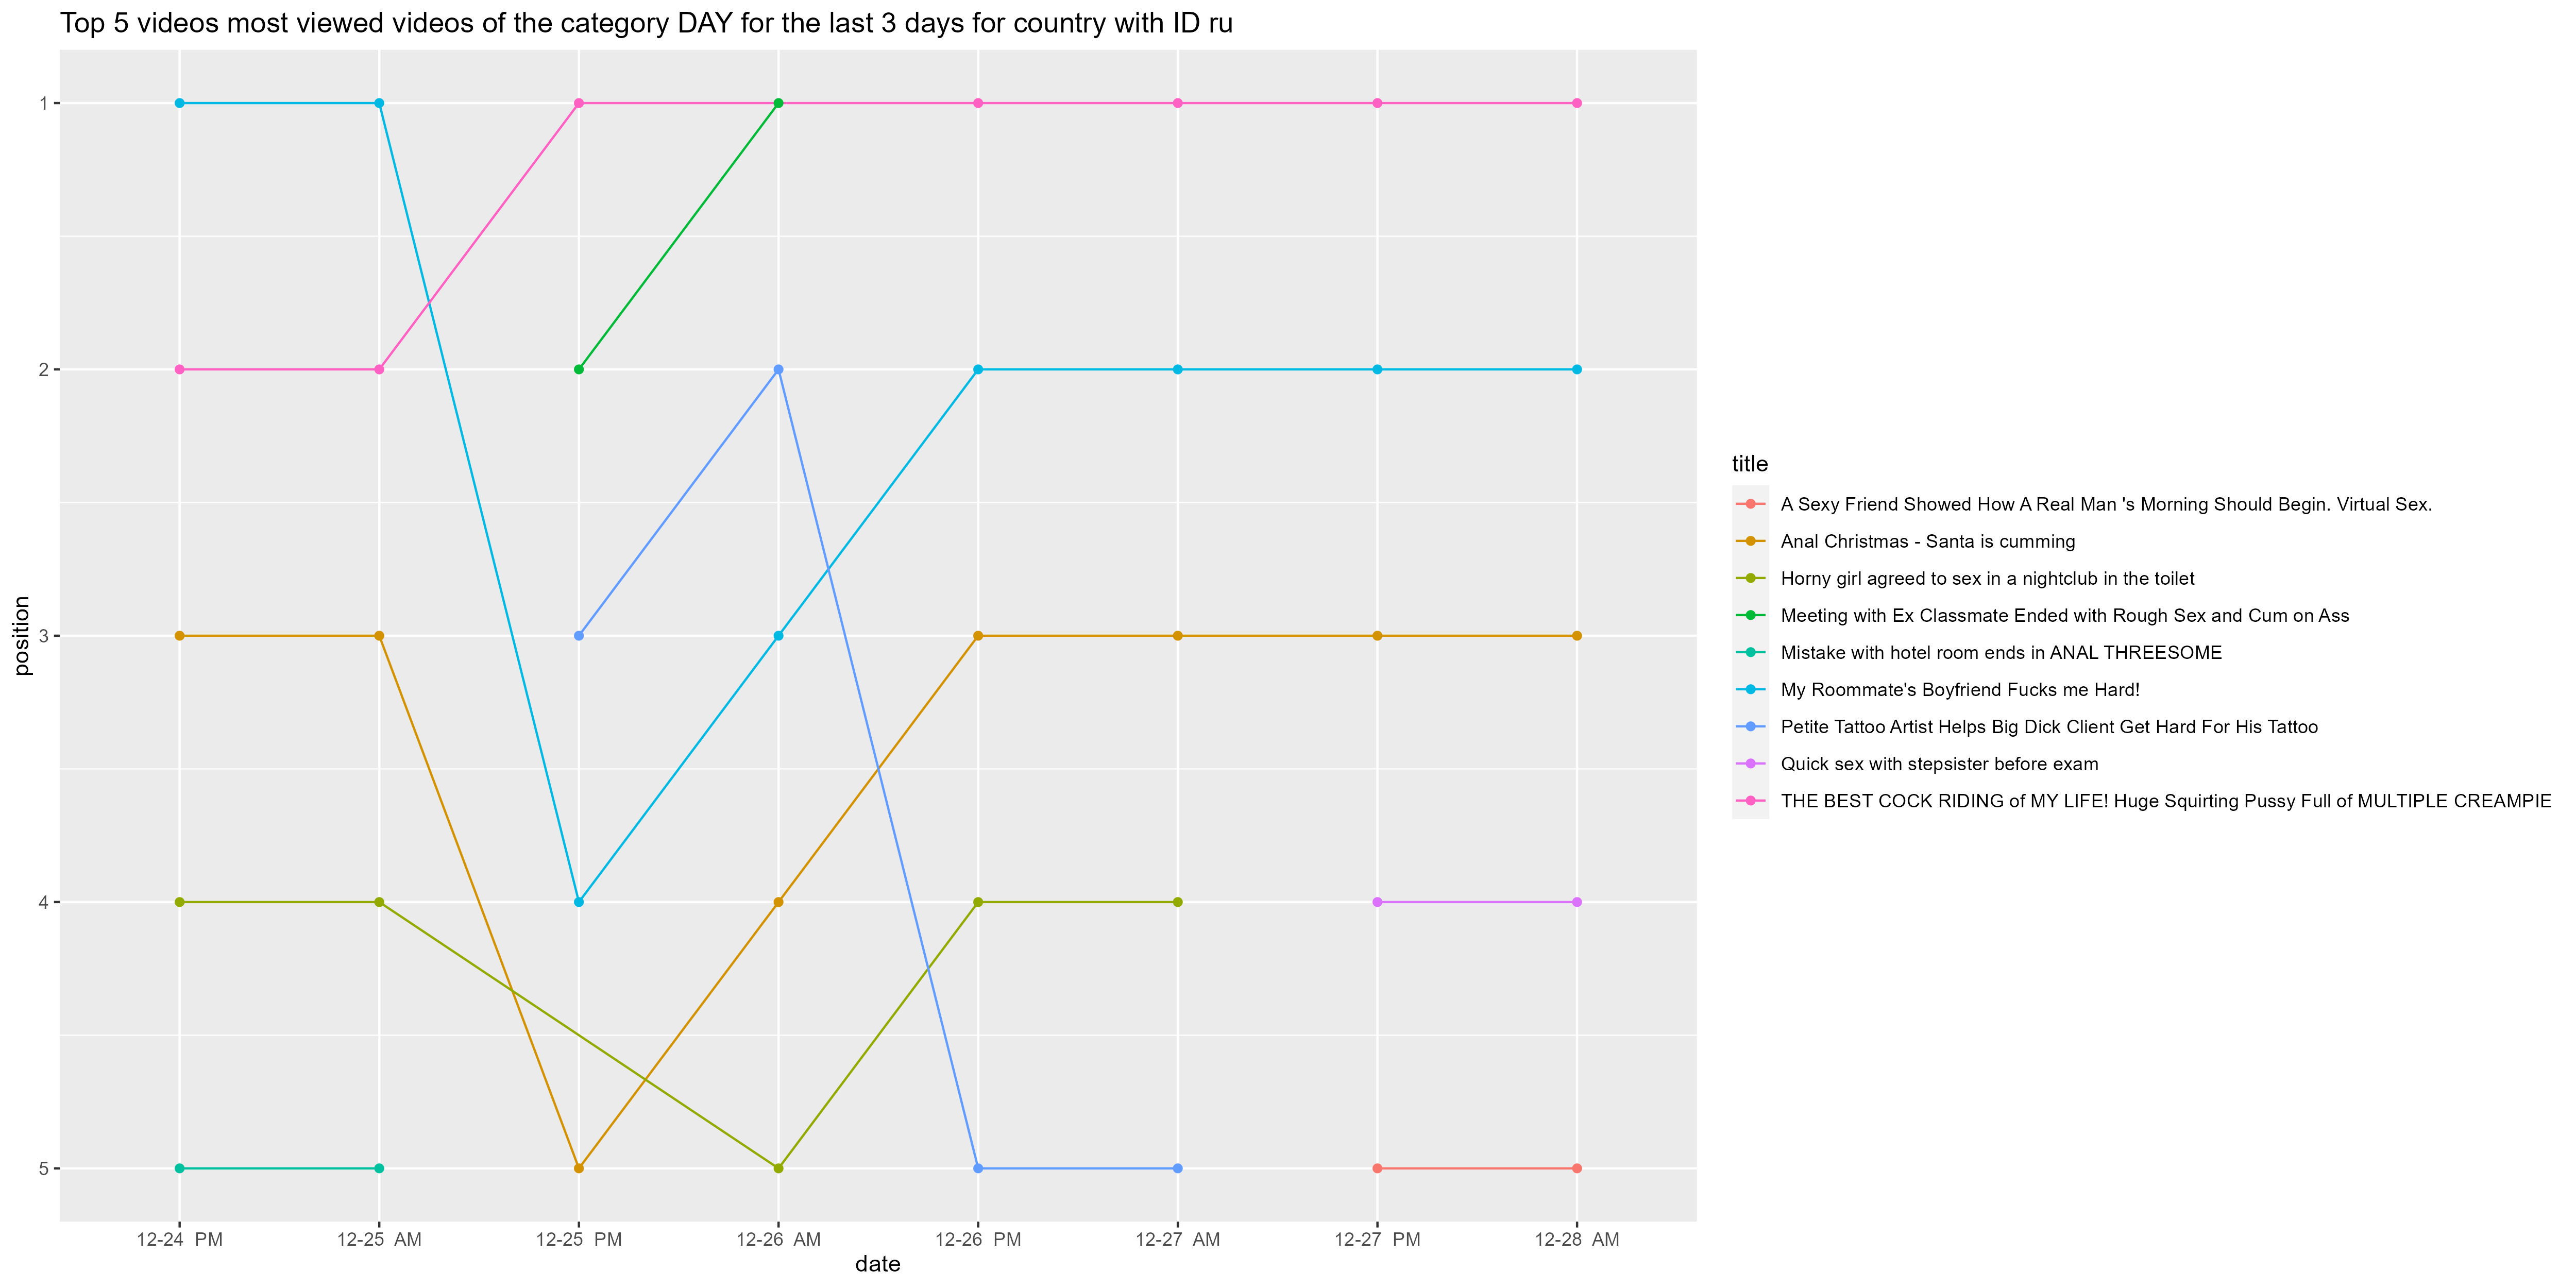 Top 5 videos most viewed videos of the category DAY for the last 3 days for country with ID ru
position
1
2
3
4
5
12-24 PM
12-25 AM
12-25 PM
12-26 AM
12-26 PM
12-27 AM
12-27 PM
12-28 AM
date
title
A Sexy Friend Showed How A Real Man 's Morning Should Begin. Virtual Sex.
Anal Christmas - Santa is cumming
Horny girl agreed to sex in a nightclub in the toilet
Meeting with Ex Classmate Ended with Rough Sex and Cum on Ass
Mistake with hotel room ends in ANAL THREESOME
My Roommate's Boyfriend Fucks me Hard!
Petite Tattoo Artist Helps Big Dick Client Get Hard For His Tattoo
Quick sex with stepsister before exam
THE BEST COCK RIDING of MY LIFE! Huge Squirting Pussy Full of MULTIPLE CREAMPIE